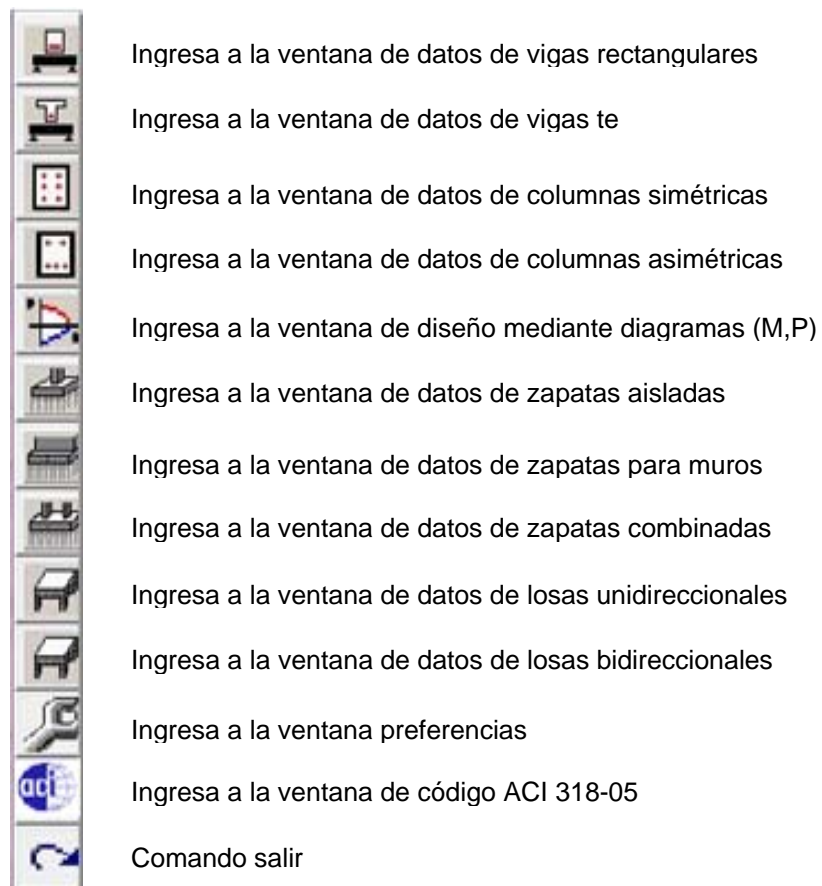 Ingresa a la ventana de datos de vigas rectangulares
Ingresa a la ventana de datos de vigas te
Ingresa a la ventana de datos de columnas simétricas
Ingresa a la ventana de datos de columnas asimétricas
Ingresa a la ventana de diseño mediante diagramas (M,P)
Ingresa a la ventana de datos de zapatas aisladas
Ingresa a la ventana de datos de zapatas para muros
Ingresa a la ventana de datos de zapatas combinadas
Ingresa a la ventana de datos de losas unidireccionales
Ingresa a la ventana de datos de losas bidireccionales
Ingresa a la ventana preferencias
aci
Ingresa a la ventana de código ACI 318-05
Comando salir